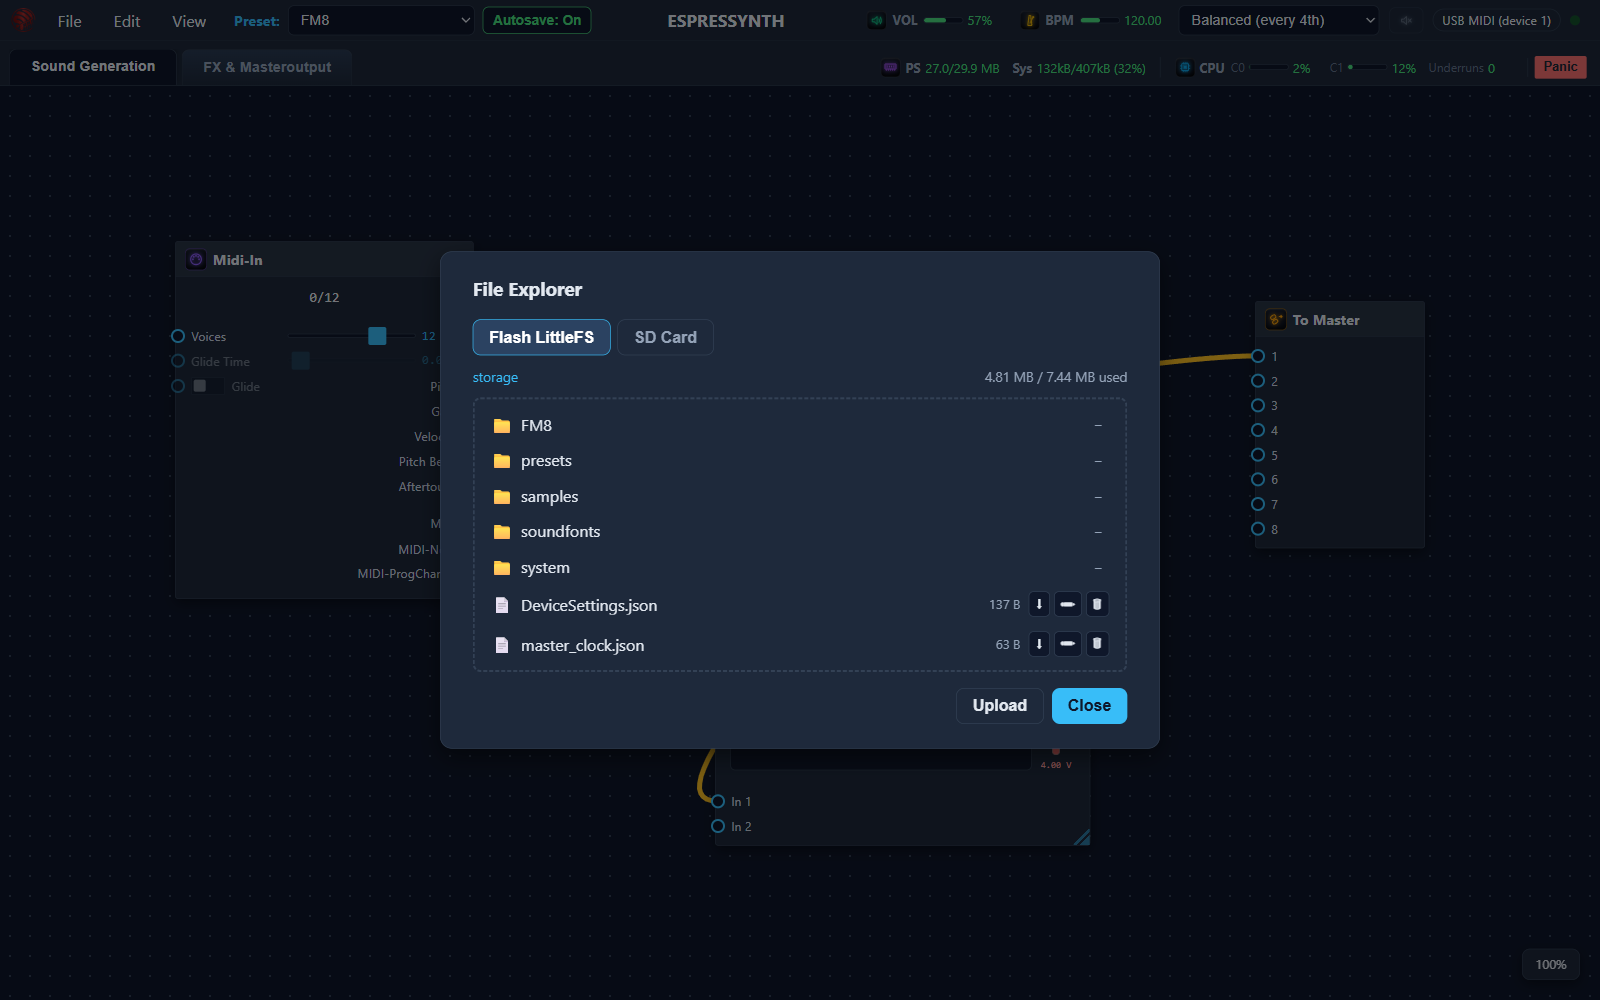 File Edit View Preset: FM8 Autosave: On ESPRESSYNTH VOL 57% BPM 120.00 Balanced (every 4th) USB MIDI (device 1)
Sound Generation FX & Masteroutput PS 27.0/29.9 MB Sys 132kB/407kB (32%) CPU C0 2% C1 12% Underruns 0 Panic
Midi-In
0/12
Voices 12
Glide Time
Glide
Pitch Be
MIDI-N
MIDI-ProgChan
File Explorer
Flash LittleFS SD Card
storage 4.81 MB / 7.44 MB used
FM8 –
presets –
samples –
soundfonts –
system –
DeviceSettings.json 137 B
master_clock.json 63 B
Upload Close
To Master
1
2
3
4
5
6
7
8
4.00 V
In 1
In 2
100%